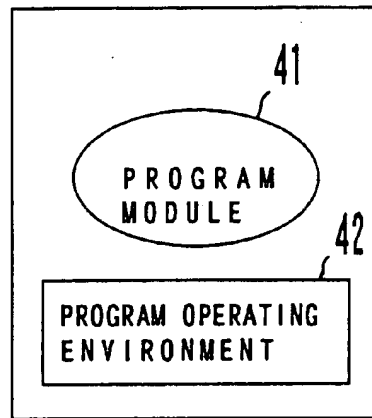 41
PROGRAM
MODULE
42
PROGRAM OPERATING
ENVIRONMENT